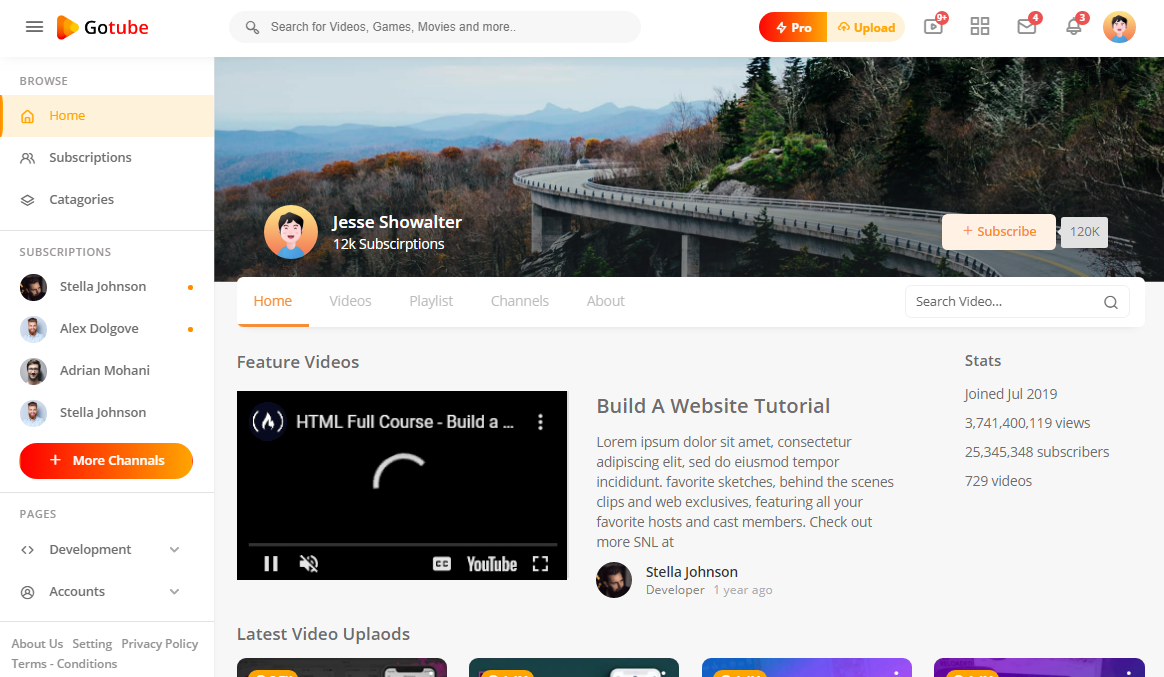 Gotube
Search for Videos, Games, Movies and more..
Pro
Upload
9+
4
3
BROWSE
Home
Subscriptions
Catagories
SUBSCRIPTIONS
Stella Johnson
Alex Dolgove
Adrian Mohani
Stella Johnson
+ More Channals
PAGES
Development
Accounts
About Us Setting Privacy Policy
Terms - Conditions
Jesse Showalter
12k Subscirptions
+ Subscribe
120K
Home Videos Playlist Channels About
Search Video...
Feature Videos
HTML Full Course - Build a ...
CC
YouTube
Build A Website Tutorial
Lorem ipsum dolor sit amet, consectetur
adipiscing elit, sed do eiusmod tempor
incididunt. favorite sketches, behind the scenes
clips and web exclusives, featuring all your
favorite hosts and cast members. Check out
more SNL at
Stella Johnson
Developer 1 year ago
Stats
Joined Jul 2019
3,741,400,119 views
25,345,348 subscribers
729 videos
Latest Video Uplaods